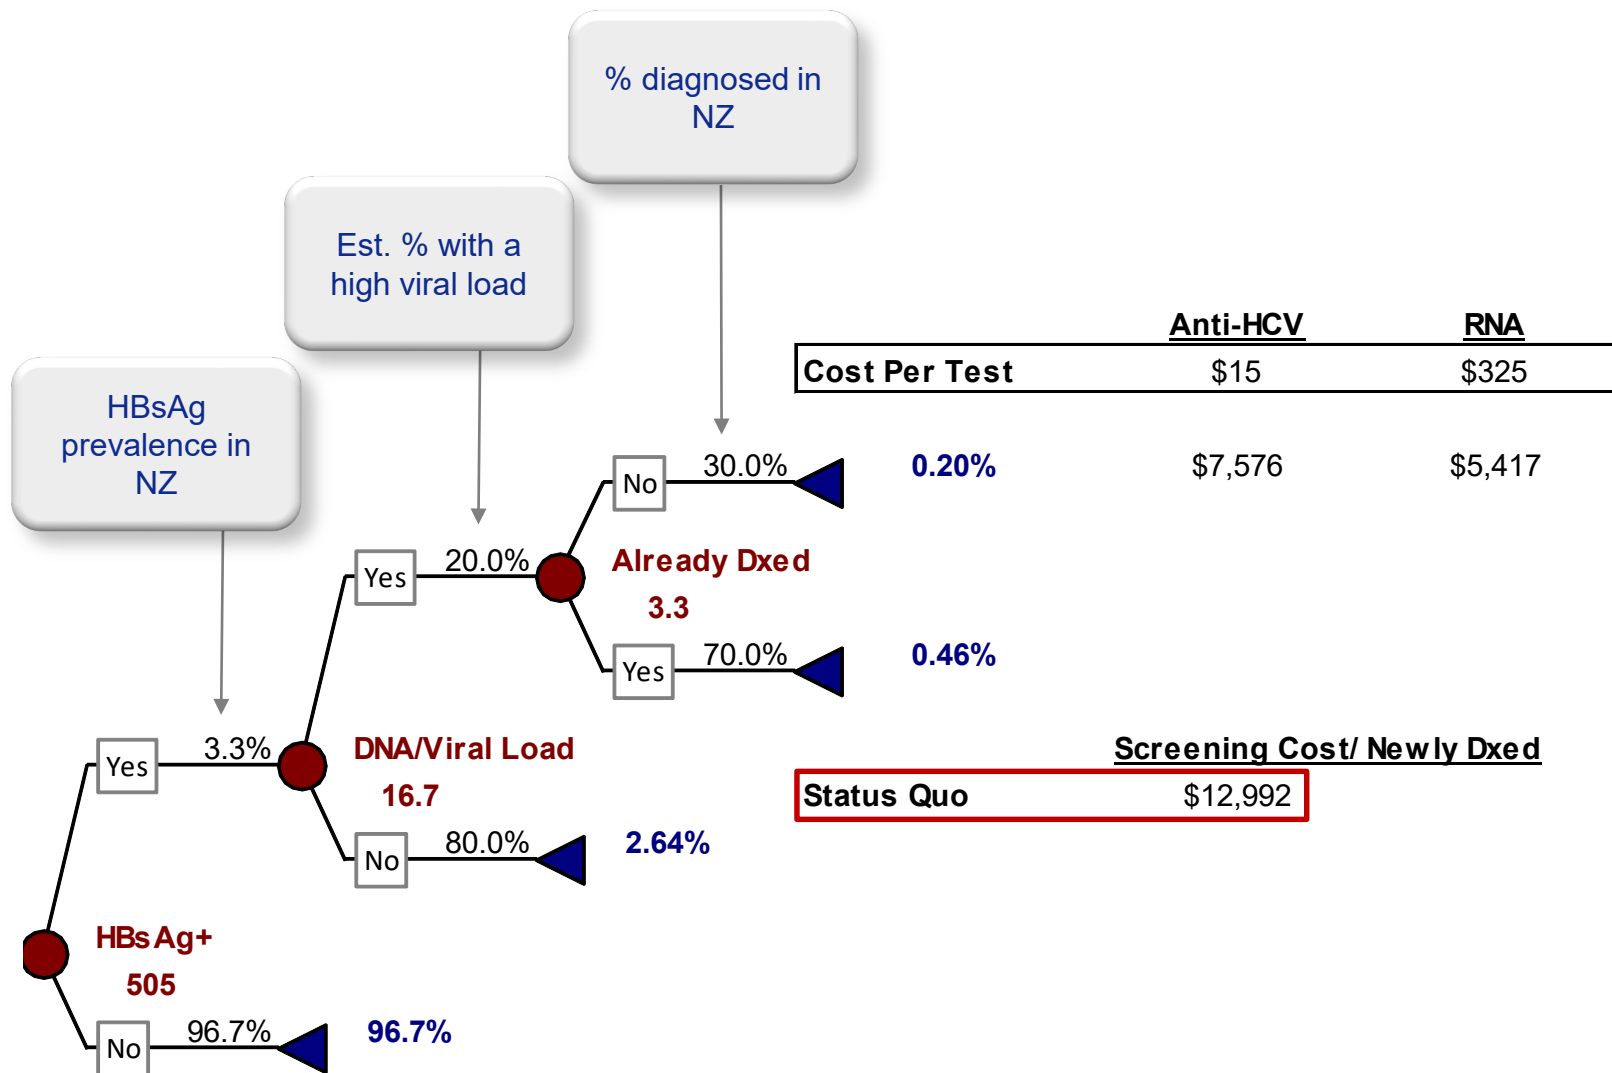 % diagnosed in
NZ
Est. % with a
high viral load
HBsAg
prevalence in
NZ
Anti-HCV RNA
Cost Per Test $15 $325
No 30.0% 0.20% $7,576 $5,417
Yes 20.0% Already Dxed
3.3
Yes 70.0% 0.46%
Yes 3.3% DNA/Viral Load
16.7
Screening Cost/ Newly Dxed
Status Quo $12,992
No 80.0% 2.64%
HBsAg+
505
No 96.7% 96.7%